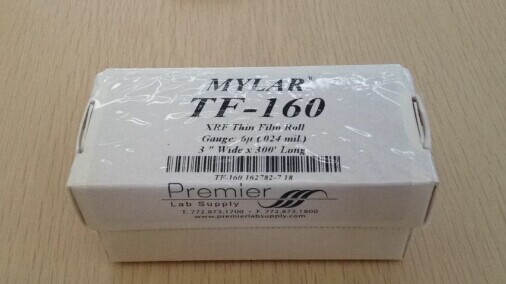 MYLAR®
TF-160
XRF Thin Film Roll
Gauge: 6µ (.024 mil.)
3 " Wide x 300' Long
TF-160 162782-7 18
Premier
Lab Supply
T. 772.873.1700 • F. 772.873.1800
www.premierlabsupply.com